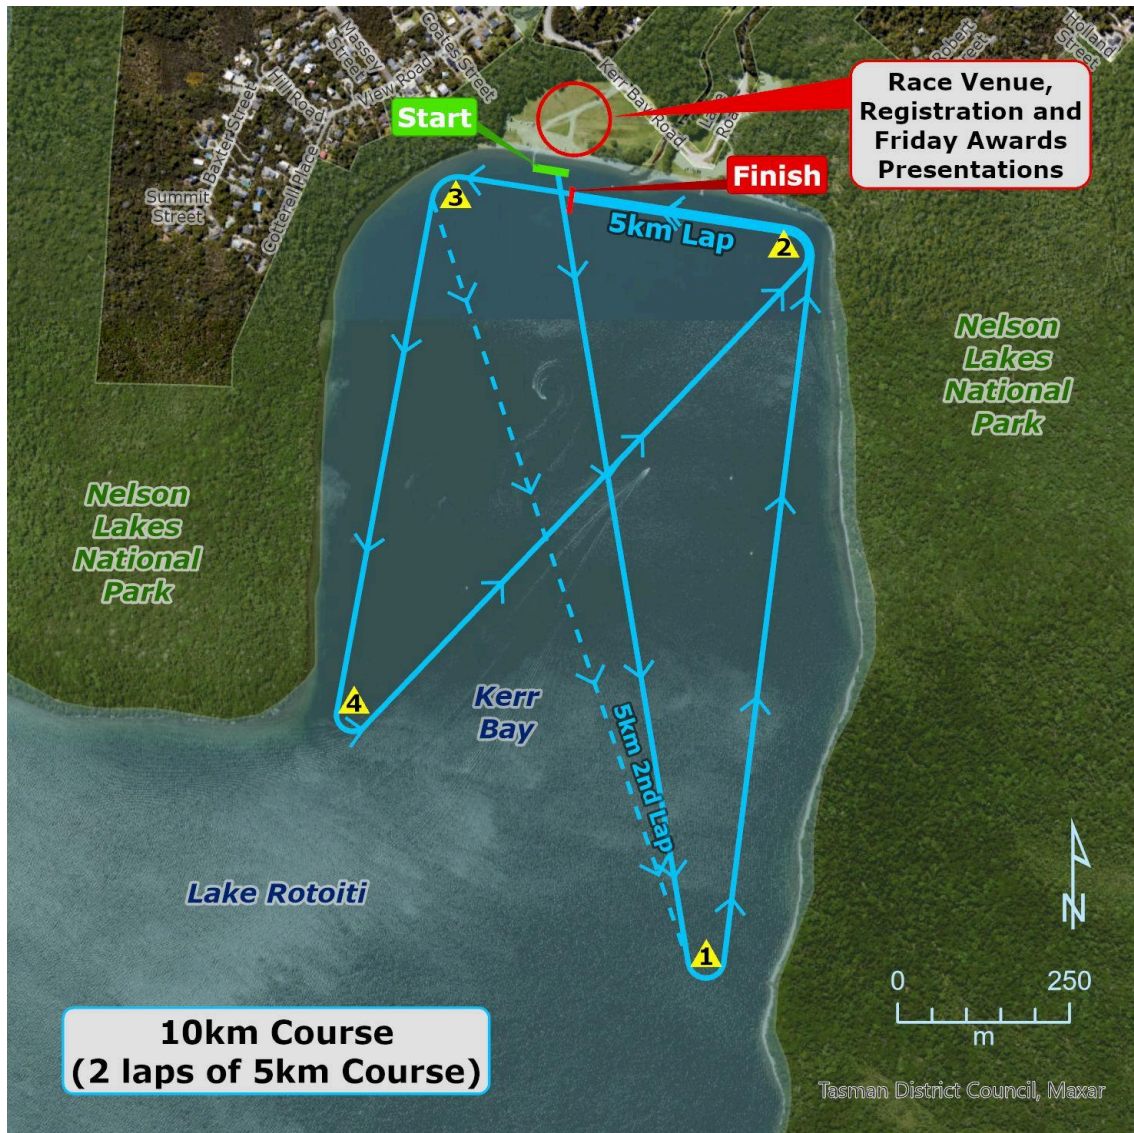 Massey
Street
Oates Street
View Road
Hill Road
Baxter Street
Cotterell Place
Summit
Street
Kerr Bay Road
Robert
Street
Holland
Street
Start
Race Venue,
Registration and
Friday Awards
Presentations
Finish
5km Lap
3
2
Nelson
Lakes
National
Park
Nelson
Lakes
National
Park
4
Kerr
Bay
5km 2nd Lap
Lake Rotoiti
1
N
0 250
m
10km Course
(2 laps of 5km Course)
Tasman District Council, Maxar